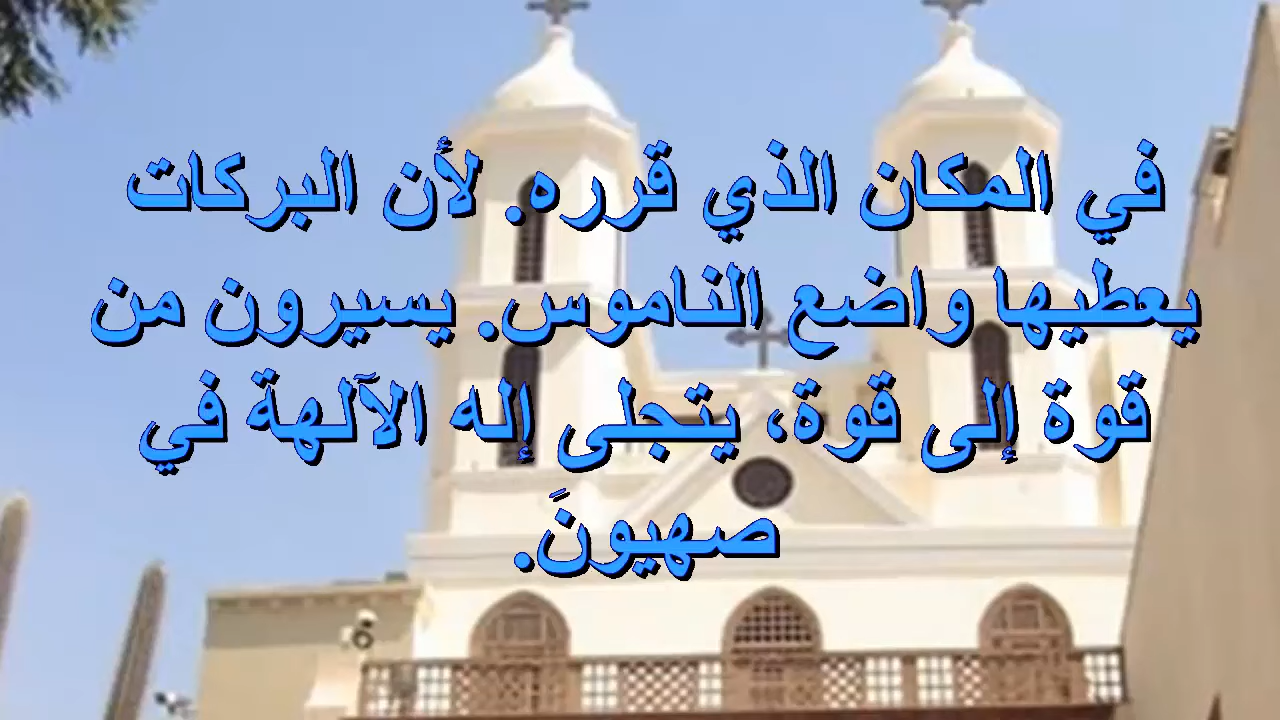 في المكان الذي قرره. لأن البركات
يعطيها واضع الناموس. يسيرون من
قوة إلى قوة، يتجلى إله الآلهة في
صهيونَ.